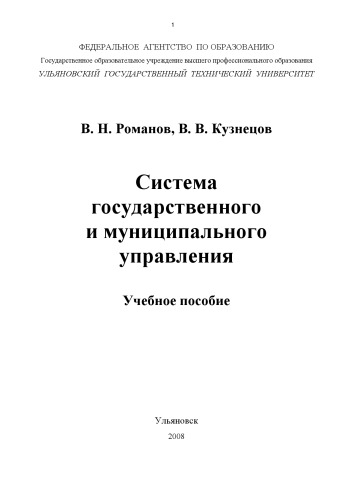 1
ФЕДЕРАЛЬНОЕ АГЕНТСТВО ПО ОБРАЗОВАНИЮ
Государственное образовательное учреждение высшего профессионального образования
УЛЬЯНОВСКИЙ ГОСУДАРСТВЕННЫЙ ТЕХНИЧЕСКИЙ УНИВЕРСИТЕТ
В. Н. Романов, В. В. Кузнецов
Система
государственного
и муниципального
управления
Учебное пособие
Ульяновск
2008